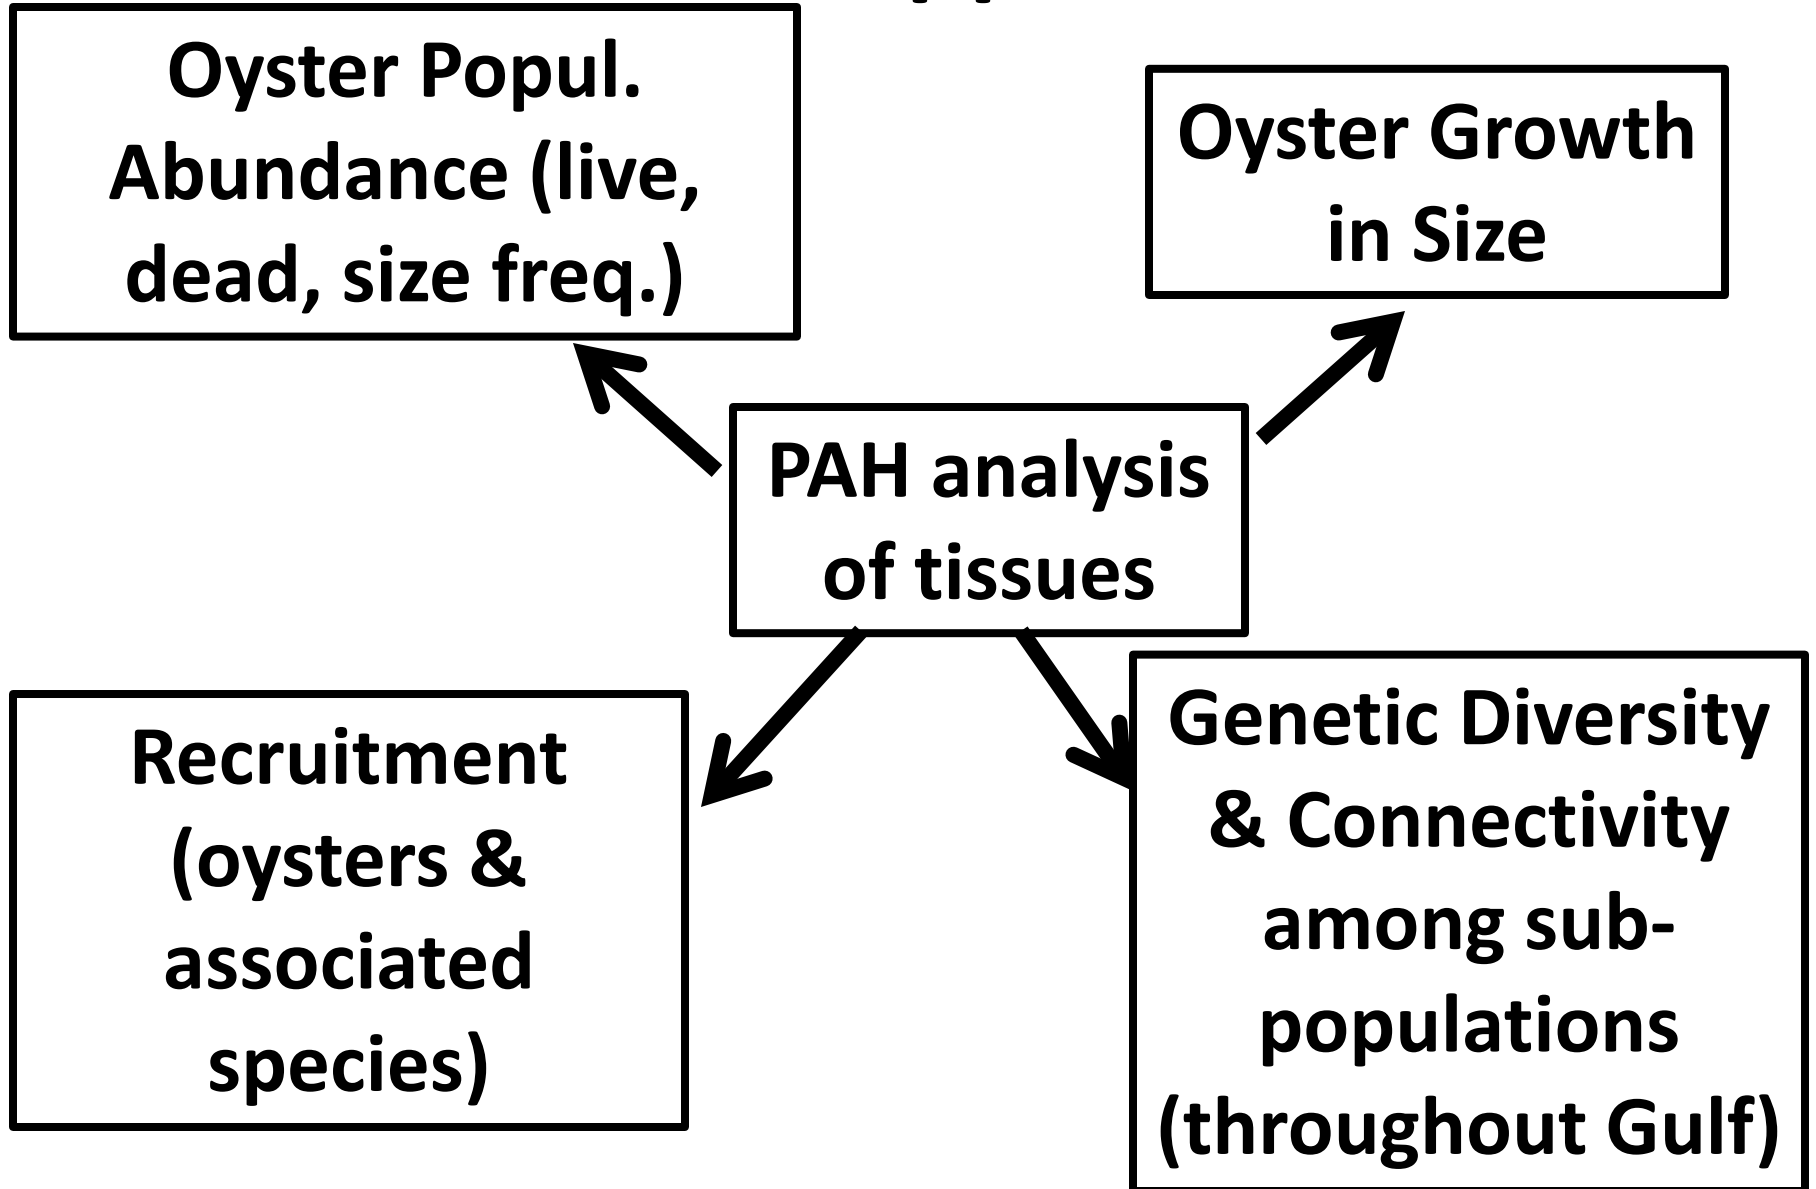 Oyster Popul.
Abundance (live,
dead, size freq.)
Oyster Growth
in Size
PAH analysis
of tissues
Recruitment
(oysters &
associated
species)
Genetic Diversity
& Connectivity
among sub-
populations
(throughout Gulf)